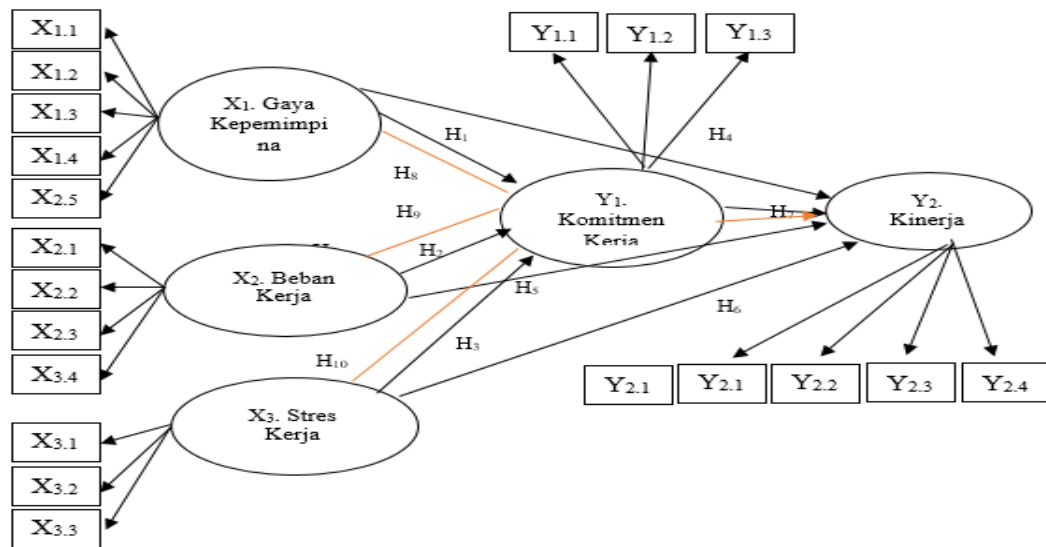 X1.1
X1.2
X1.3
X1.4
X2.5
X2.1
X2.2
X2.3
X3.4
X3.1
X3.2
X3.3
X1. Gaya
Kepemimpi
na
X2. Beban
Kerja
X3. Stres
Kerja
H1
H8
H9
H2
H10
H3
H5
H6
H4
H7
Y1.1
Y1.2
Y1.3
Y1.
Komitmen
Kerja
Y2.
Kinerja
Y2.1
Y2.1
Y2.2
Y2.3
Y2.4